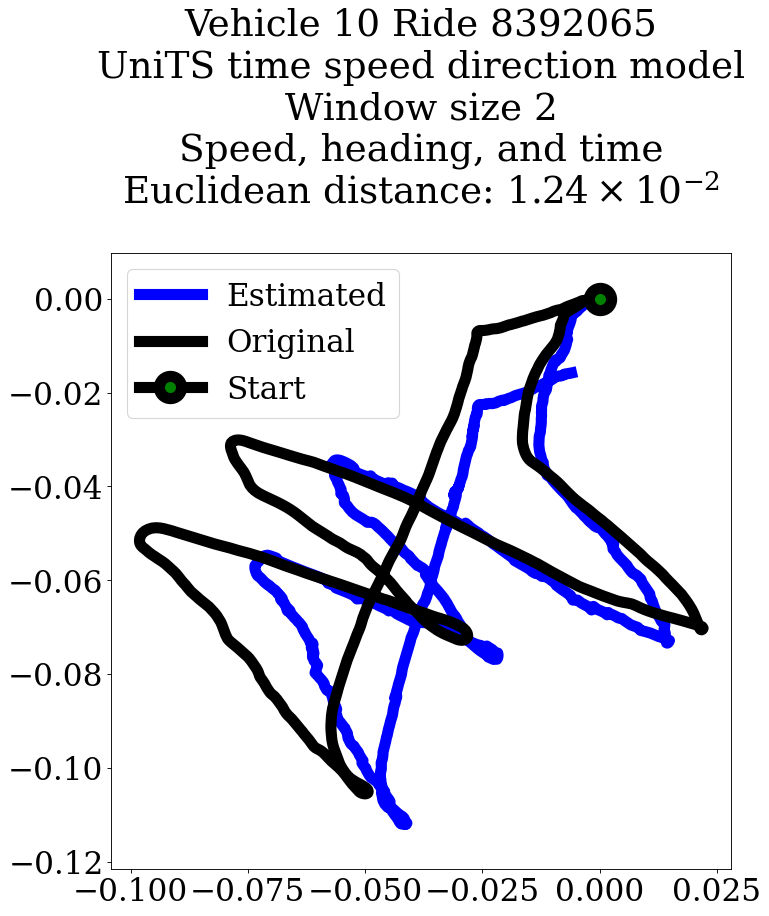 Vehicle 10 Ride 8392065
UniTS time speed direction model
Window size 2
Speed, heading, and time
Euclidean distance: 1.24 × 10⁻²
Estimated
Original
Start
0.00
−0.02
−0.04
−0.06
−0.08
−0.10
−0.12
−0.100 −0.075 −0.050 −0.025 0.000 0.025